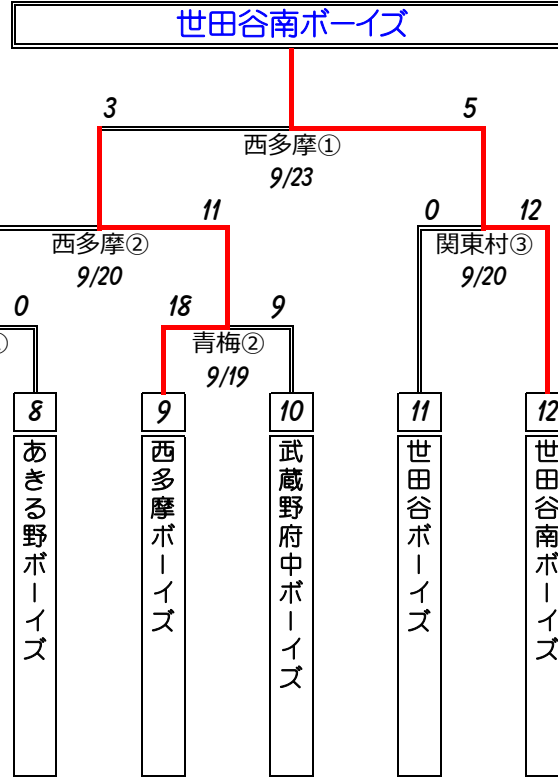 世田谷南ボーイズ
3 5
西多摩①
9/23
11 0 12
西多摩② 関東村③
9/20 9/20
0 18 9
青梅②
9/19
8 9 10 11 12
あきる野ボーイズ
西多摩ボーイズ
武蔵野府中ボーイズ
世田谷ボーイズ
世田谷南ボーイズ